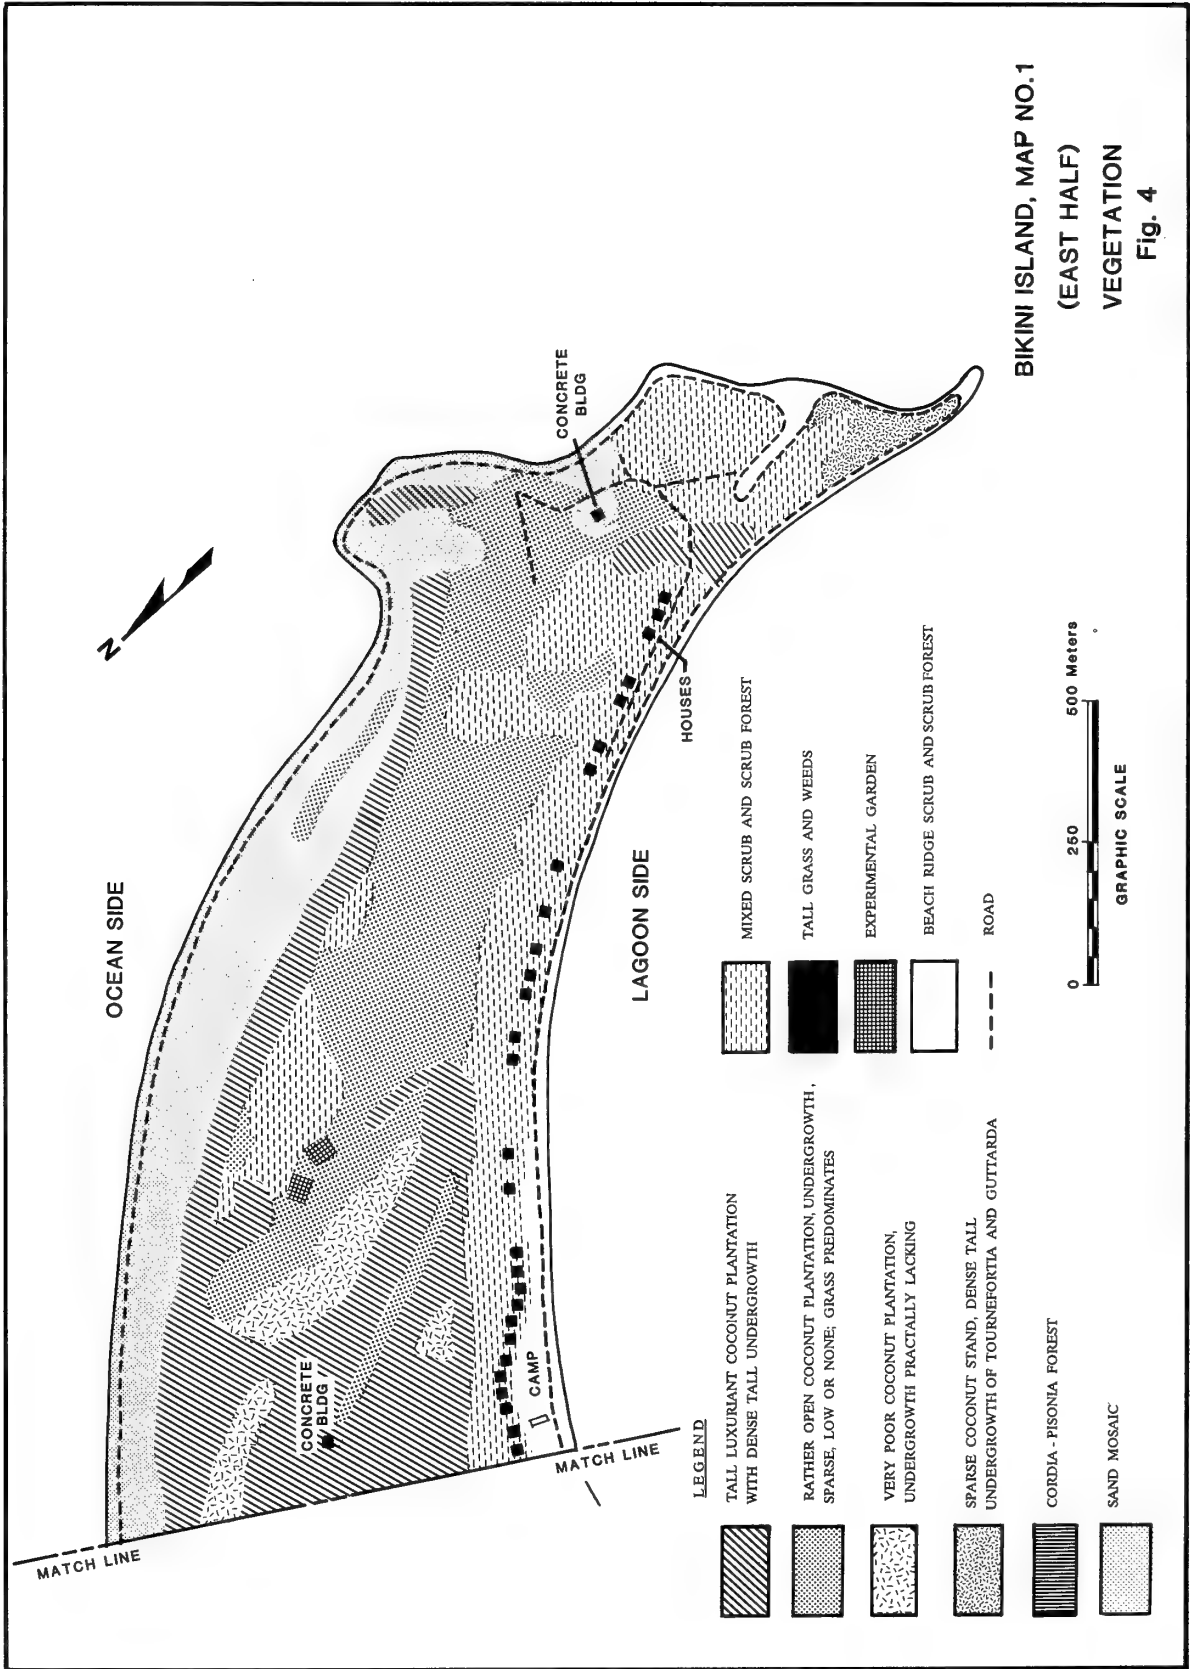 BIKINI ISLAND, MAP NO.1
(EAST HALF)
VEGETATION
Fig. 4
OCEAN SIDE
N
CONCRETE
BLDG
CONCRETE
BLDG
HOUSES
LAGOON SIDE
CAMP
MATCH LINE
MATCH LINE
LEGEND
TALL LUXURIANT COCONUT PLANTATION
WITH DENSE TALL UNDERGROWTH
RATHER OPEN COCONUT PLANTATION, UNDERGROWTH,
SPARSE, LOW OR NONE; GRASS PREDOMINATES
VERY POOR COCONUT PLANTATION,
UNDERGROWTH PRACTALLY LACKING
SPARSE COCONUT STAND, DENSE TALL
UNDERGROWTH OF TOURNEFORTIA AND GUTTARDA
CORDIA - PISONIA FOREST
SAND MOSAIC
MIXED SCRUB AND SCRUB FOREST
TALL GRASS AND WEEDS
EXPERIMENTAL GARDEN
BEACH RIDGE SCRUB AND SCRUB FOREST
ROAD
0 250 500 Meters
GRAPHIC SCALE